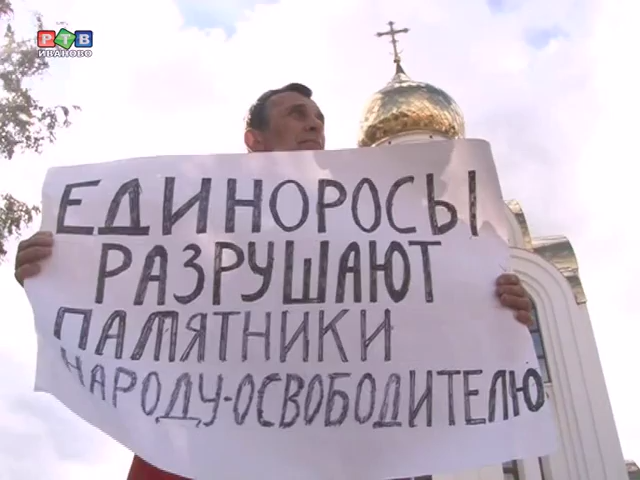 РТВ
ИВАНОВО
ЕДИНОРОСЫ
РАЗРУШАЮТ
ПАМЯТНИКИ
НАРОДУ-ОСВОБОДИТЕЛЮ